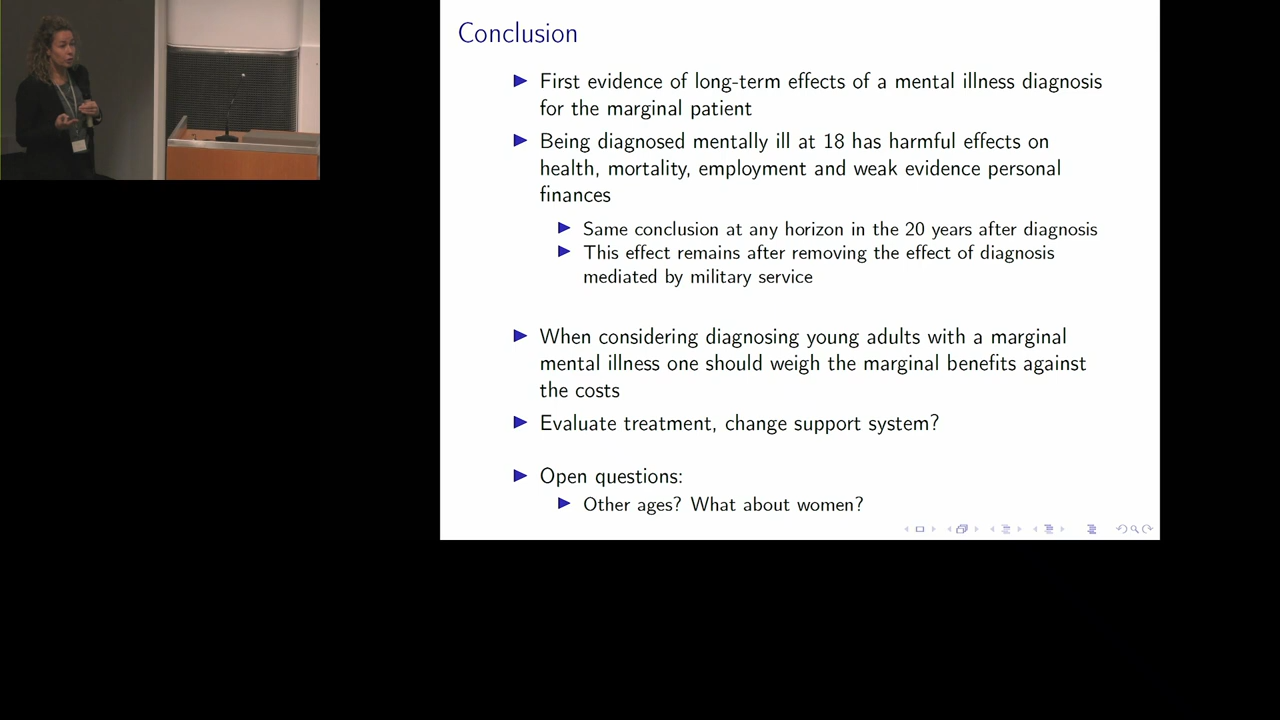 Conclusion
First evidence of long-term effects of a mental illness diagnosis
for the marginal patient
Being diagnosed mentally ill at 18 has harmful effects on
health, mortality, employment and weak evidence personal
finances
Same conclusion at any horizon in the 20 years after diagnosis
This effect remains after removing the effect of diagnosis
mediated by military service
When considering diagnosing young adults with a marginal
mental illness one should weigh the marginal benefits against
the costs
Evaluate treatment, change support system?
Open questions:
Other ages? What about women?